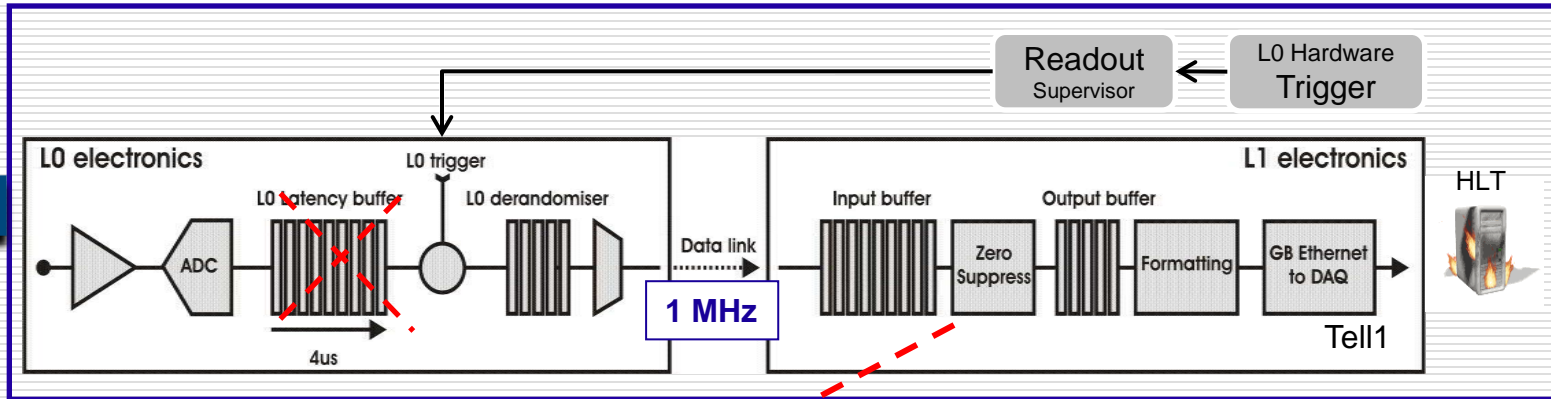 Readout
Supervisor
L0 Hardware
Trigger
L0 electronics
L0 trigger
L0 Latency buffer
L0 derandomiser
ADC
4us
Data link
1 MHz
L1 electronics
Input buffer
Output buffer
Zero
Suppress
Formatting
GB Ethernet
to DAQ
Tell1
HLT